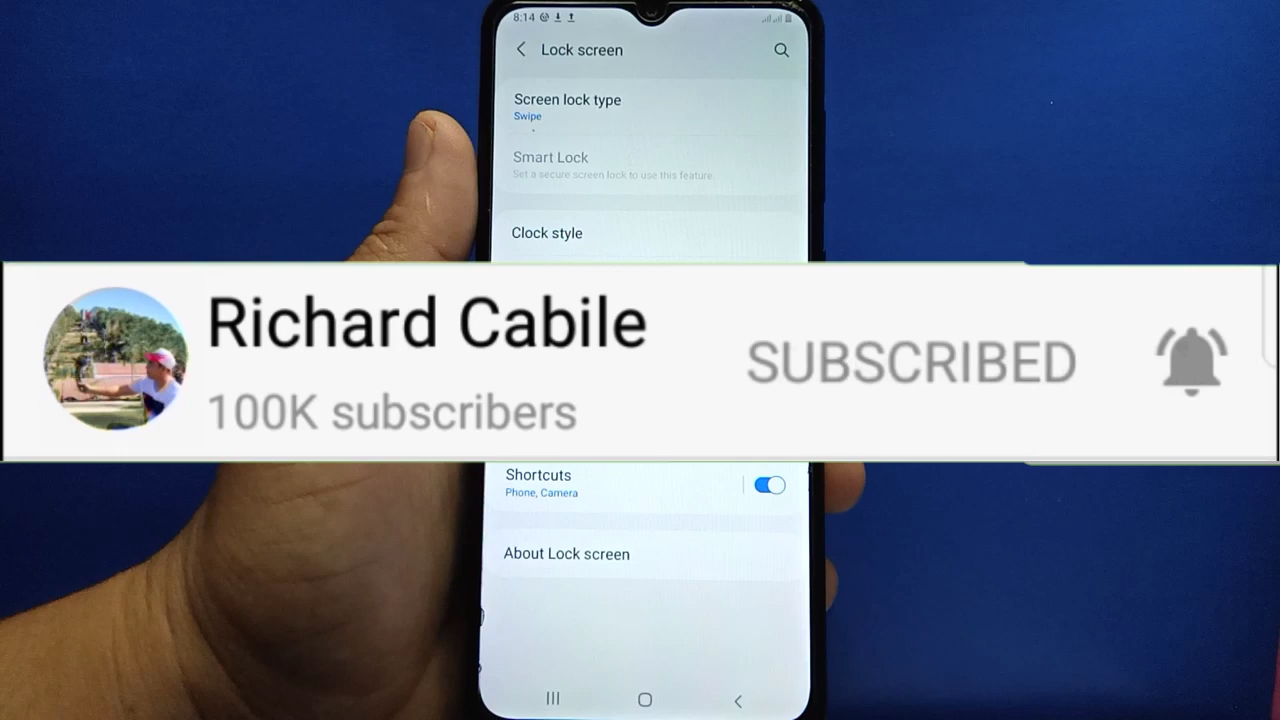 8:14
Lock screen
Screen lock type
Swipe
Smart Lock
Set a secure screen lock to use this feature.
Clock style
Richard Cabile
100K subscribers
SUBSCRIBED
Shortcuts
Phone, Camera
About Lock screen